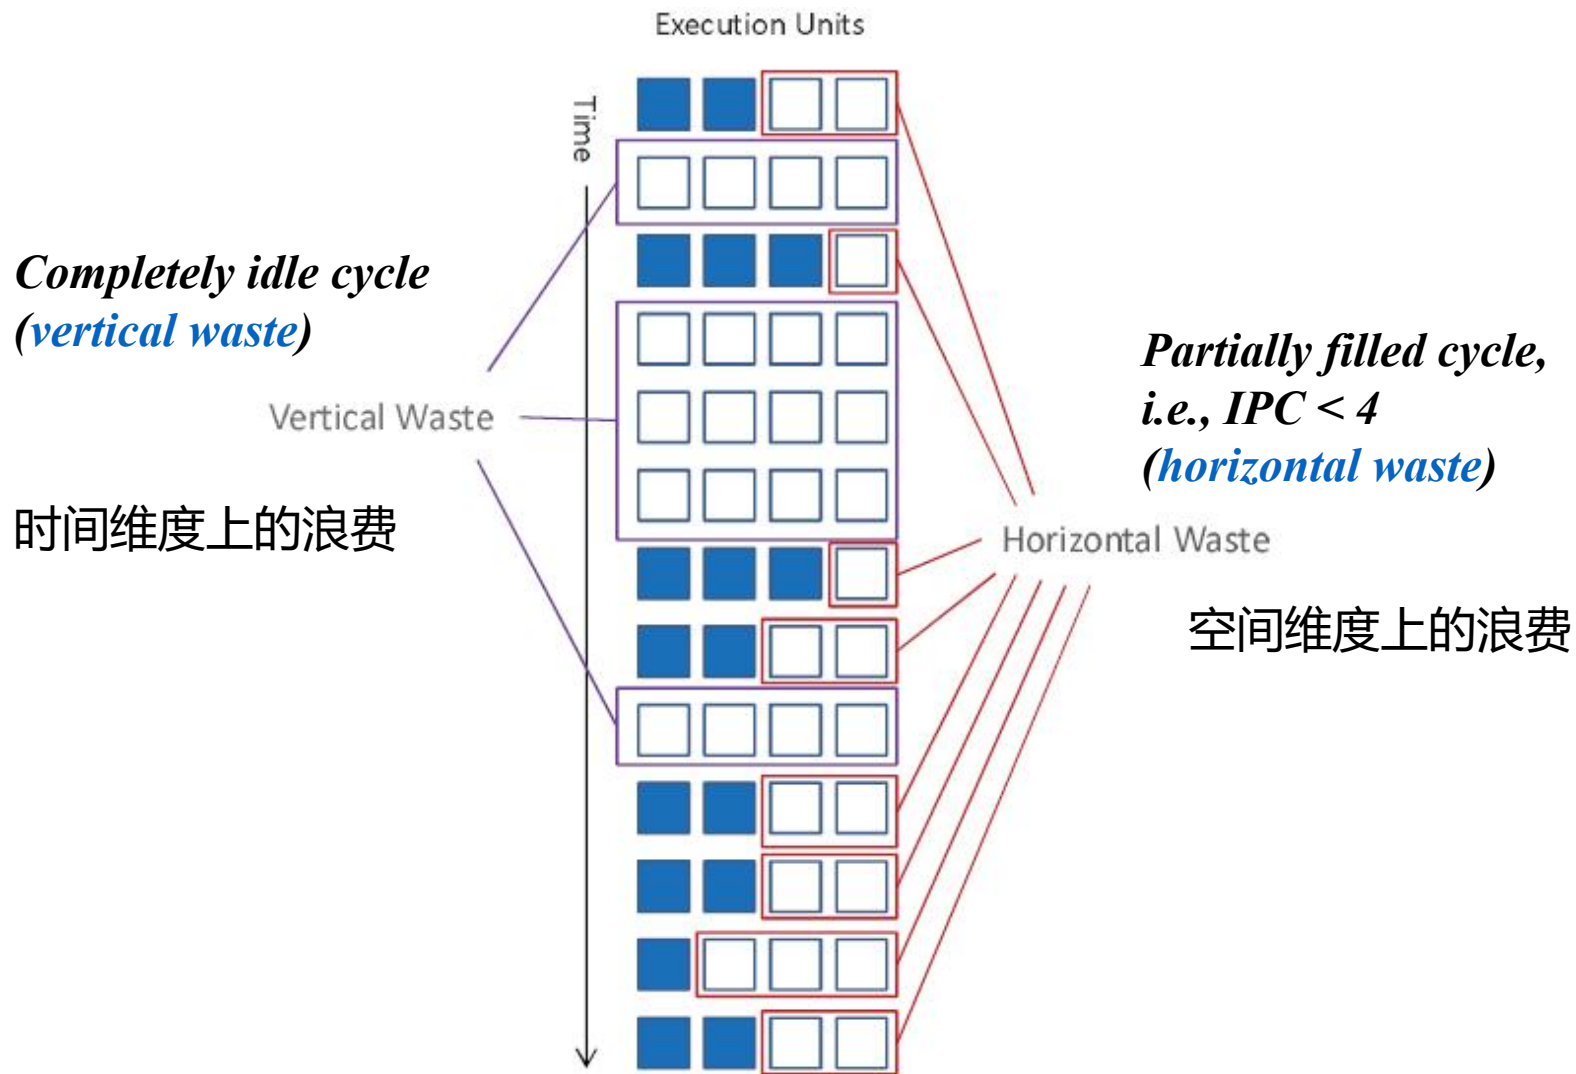 Execution Units
Time
Completely idle cycle
(vertical waste)
Vertical Waste
时间维度上的浪费
Partially filled cycle,
i.e., IPC < 4
(horizontal waste)
Horizontal Waste
空间维度上的浪费